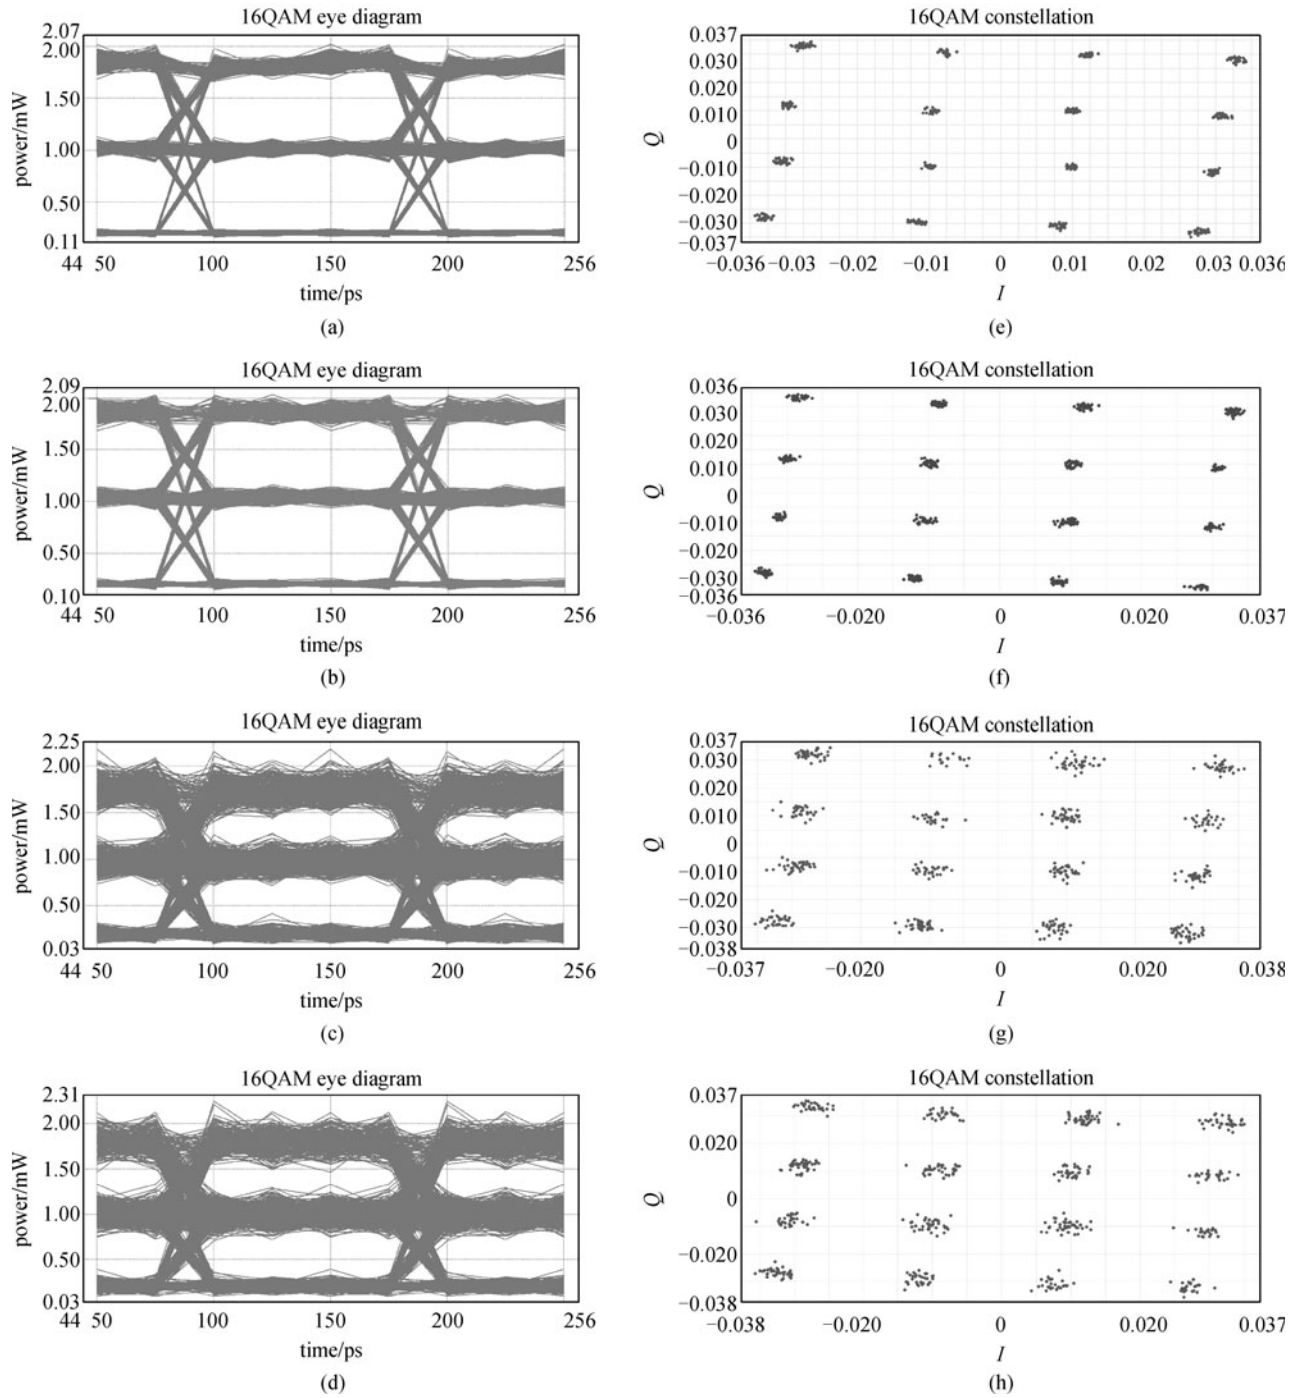 16QAM eye diagram
2.07
2.00
1.50
1.00
0.50
0.11
power/mW
44 50 100 150 200 256
time/ps
(a)
16QAM constellation
0.037
0.030
0.020
0.010
0
−0.010
−0.020
−0.030
−0.037
Q
−0.036 −0.03 −0.02 −0.01 0 0.01 0.02 0.03 0.036
I
(e)
16QAM eye diagram
2.09
2.00
1.50
1.00
0.50
0.10
power/mW
44 50 100 150 200 256
time/ps
(b)
16QAM constellation
0.036
0.030
0.020
0.010
0
−0.010
−0.020
−0.030
−0.036
Q
−0.036 −0.020 0 0.020 0.037
I
(f)
16QAM eye diagram
2.25
2.00
1.50
1.00
0.50
0.03
power/mW
44 50 100 150 200 256
time/ps
(c)
16QAM constellation
0.037
0.030
0.020
0.010
0
−0.010
−0.020
−0.030
−0.038
Q
−0.037 −0.020 0 0.020 0.038
I
(g)
16QAM eye diagram
2.31
2.00
1.50
1.00
0.50
0.03
power/mW
44 50 100 150 200 256
time/ps
(d)
16QAM constellation
0.037
0.020
0
−0.020
−0.038
Q
−0.038 −0.020 0 0.020 0.037
I
(h)